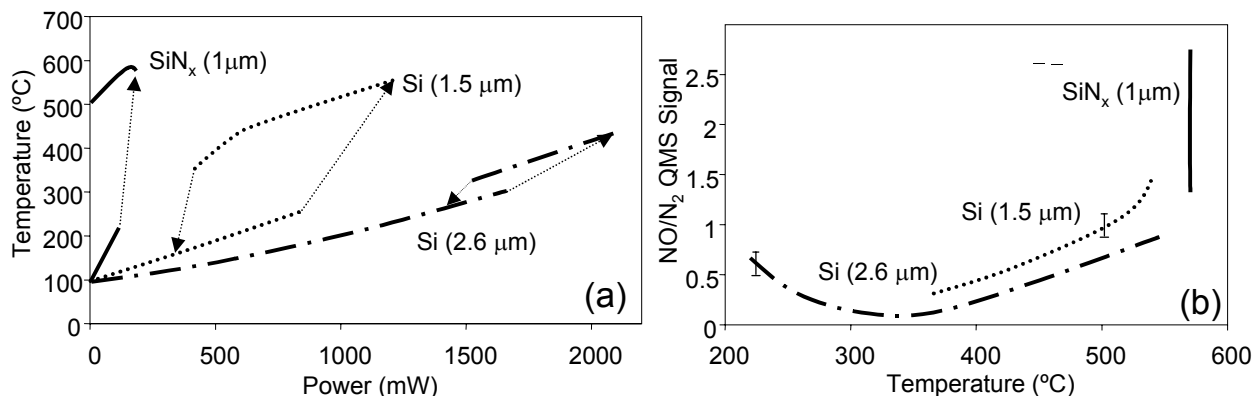 700
600
500
400
300
200
100
0
Temperature (ºC)
SiNx (1μm)
Si (1.5 μm)
Si (2.6 μm)
(a)
0 500 1000 1500 2000
Power (mW)
2.5
2
1.5
1
0.5
0
NO/N2 QMS Signal
SiNx (1μm)
Si (1.5 μm)
Si (2.6 μm)
(b)
200 300 400 500 600
Temperature (ºC)